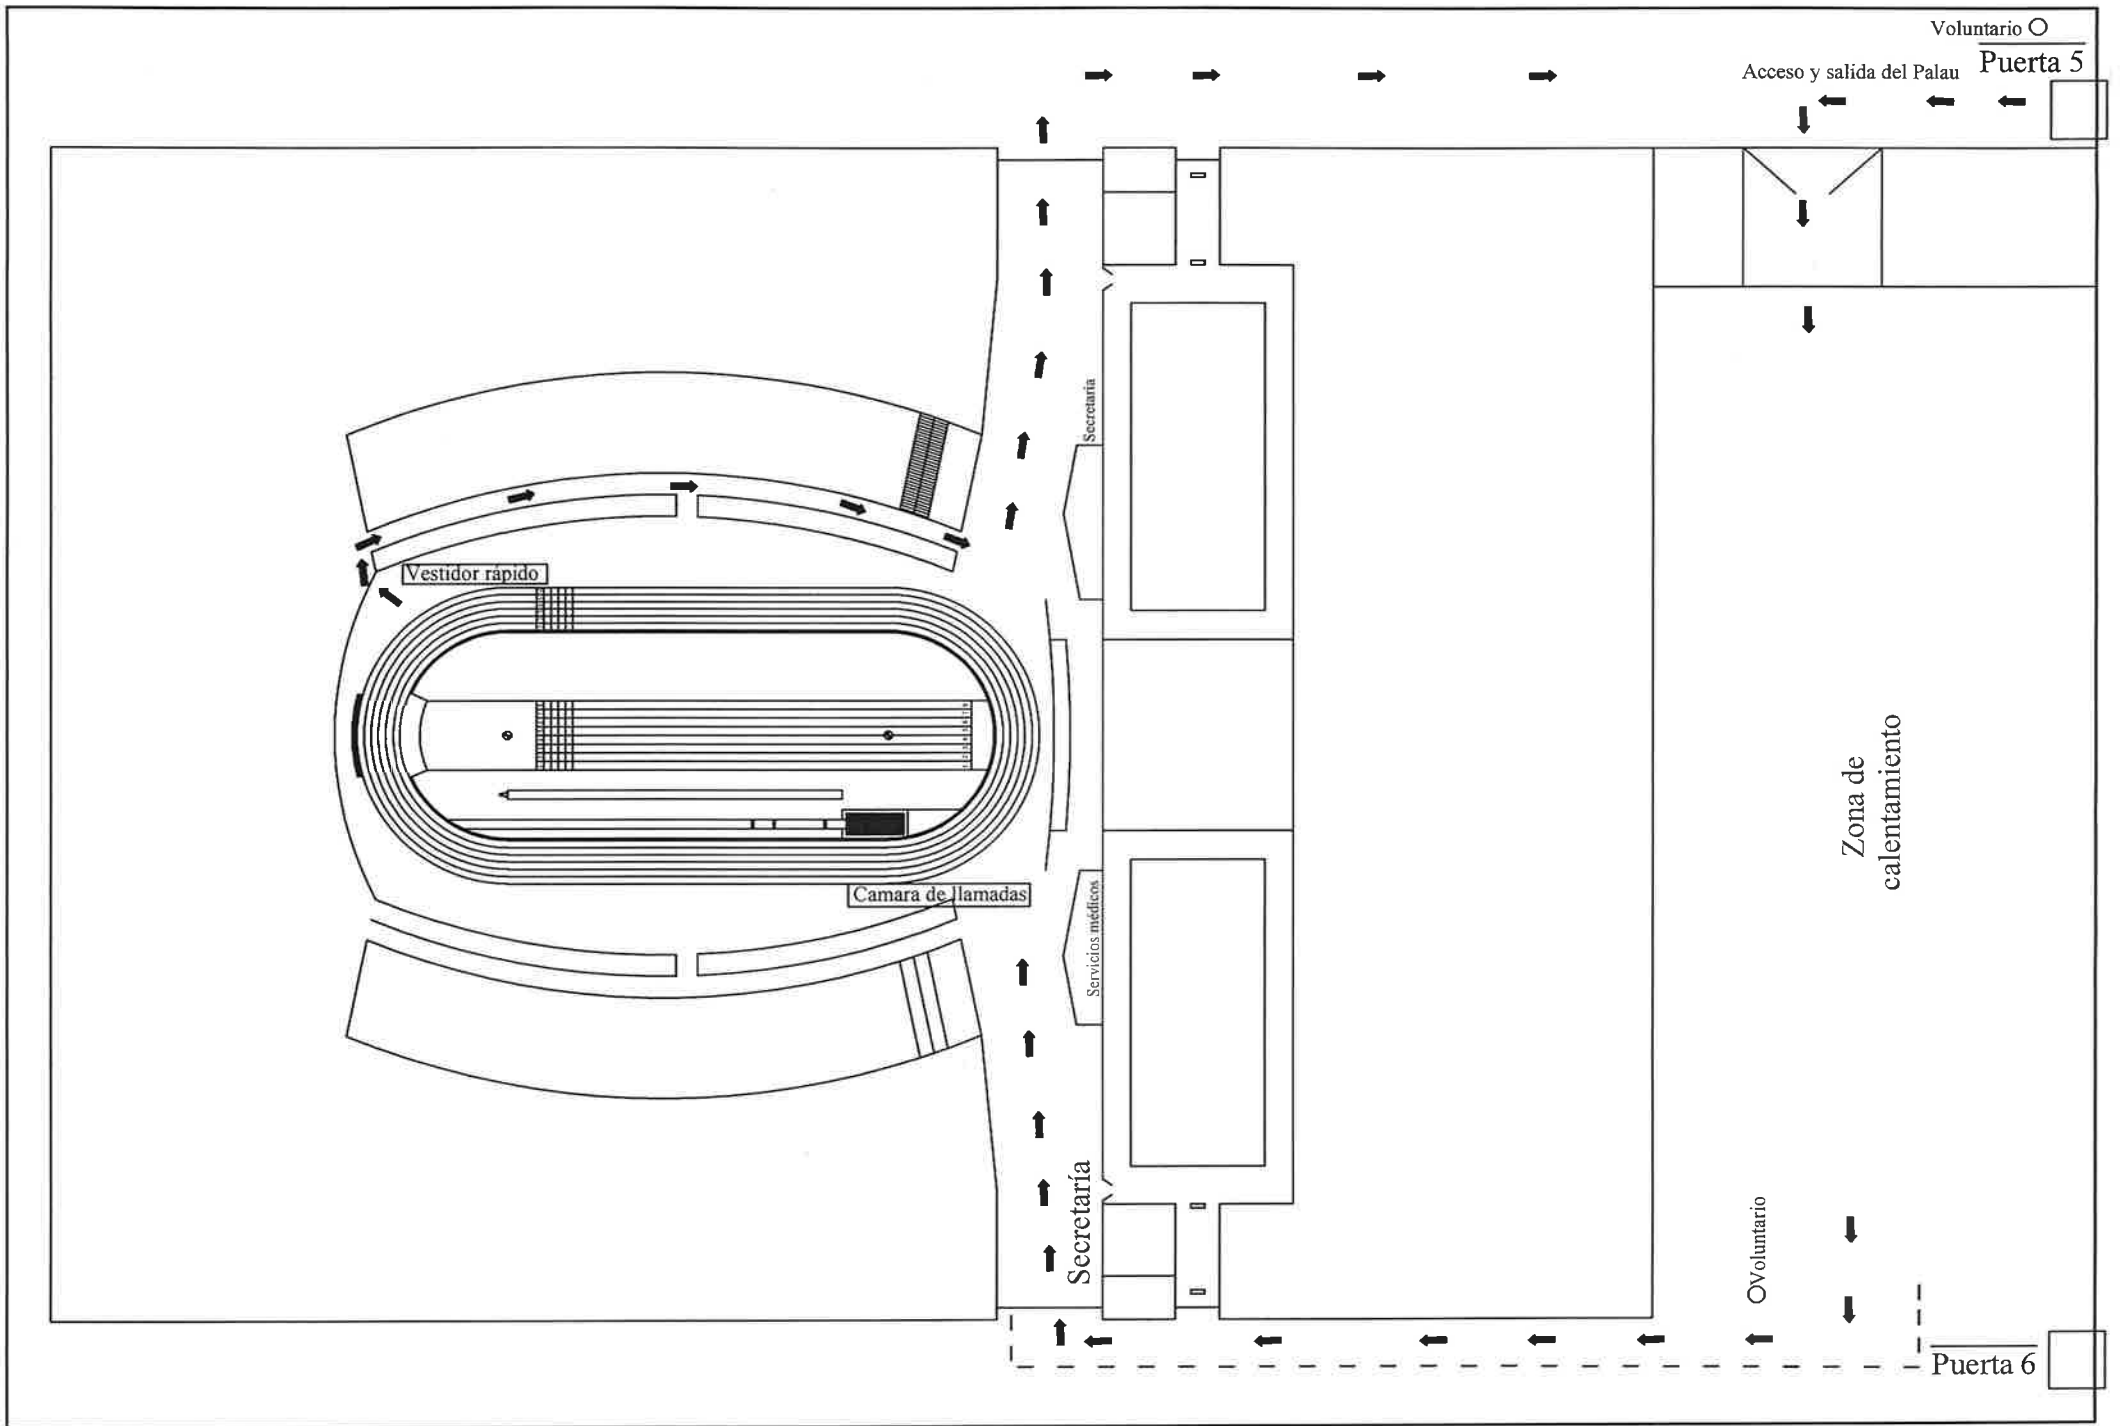 Voluntario
Puerta 5
Acceso y salida del Palau
Secretaria
Vestidor rápido
Zona de
calentamiento
Camara de llamadas
Servicios médicos
Secretaría
Voluntario
Puerta 6